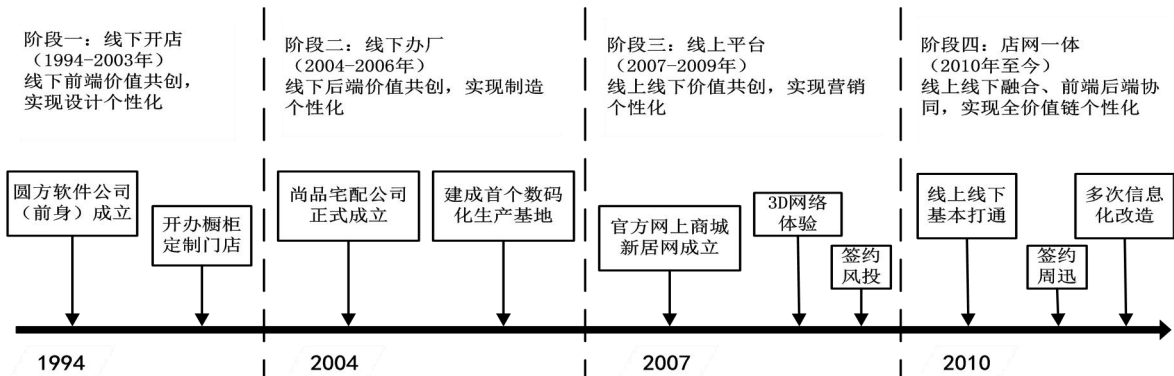 阶段一：线下开店
（1994-2003年）
线下前端价值共创，
实现设计个性化
阶段二：线下办厂
（2004-2006年）
线下后端价值共创，实现制造
个性化
阶段三：线上平台
（2007-2009年）
线上线下价值共创，实现营销
个性化
阶段四：店网一体
（2010年至今）
线上线下融合、前端后端协
同，实现全价值链个性化
圆方软件公司
（前身）成立
开办橱柜
定制门店
尚品宅配公司
正式成立
建成首个数码
化生产基地
官方网上商城
新居网成立
3D网络
体验
签约
风投
线上线下
基本打通
签约
周迅
多次信息
化改造
1994
2004
2007
2010